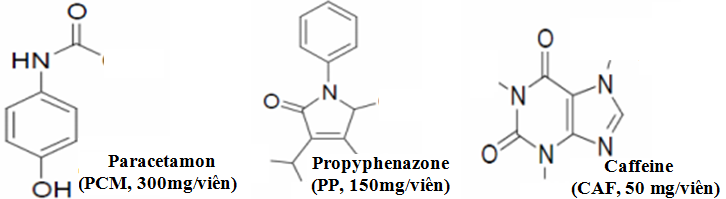 O
HN
OH
Paracetamon
(PCM, 300mg/viên)
O
N
Propyphenazone
(PP, 150mg/viên)
O
N
N
O
N
N
Caffeine
(CAF, 50 mg/viên)